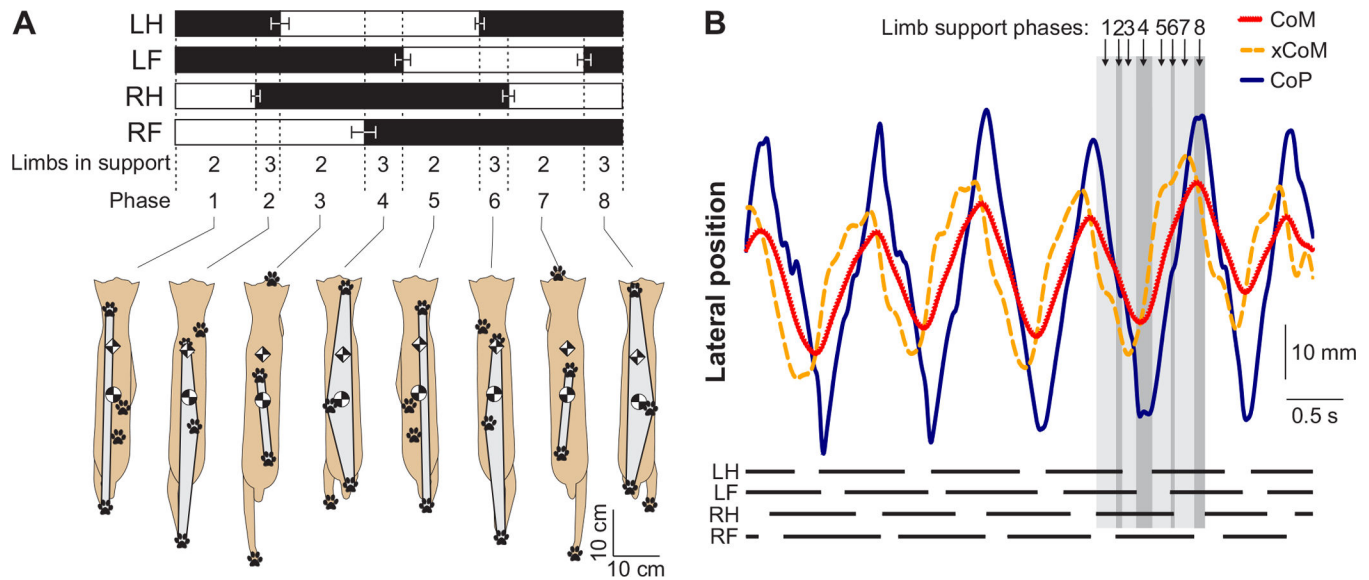 A
LH
LF
RH
RF
Limbs in support 2 3 2 3 2 3 2 3
Phase 1 2 3 4 5 6 7 8
10 cm
10 cm
B
Limb support phases: 1 2 3 4 5 6 7 8
CoM
xCoM
CoP
Lateral position
10 mm
0.5 s
LH
LF
RH
RF